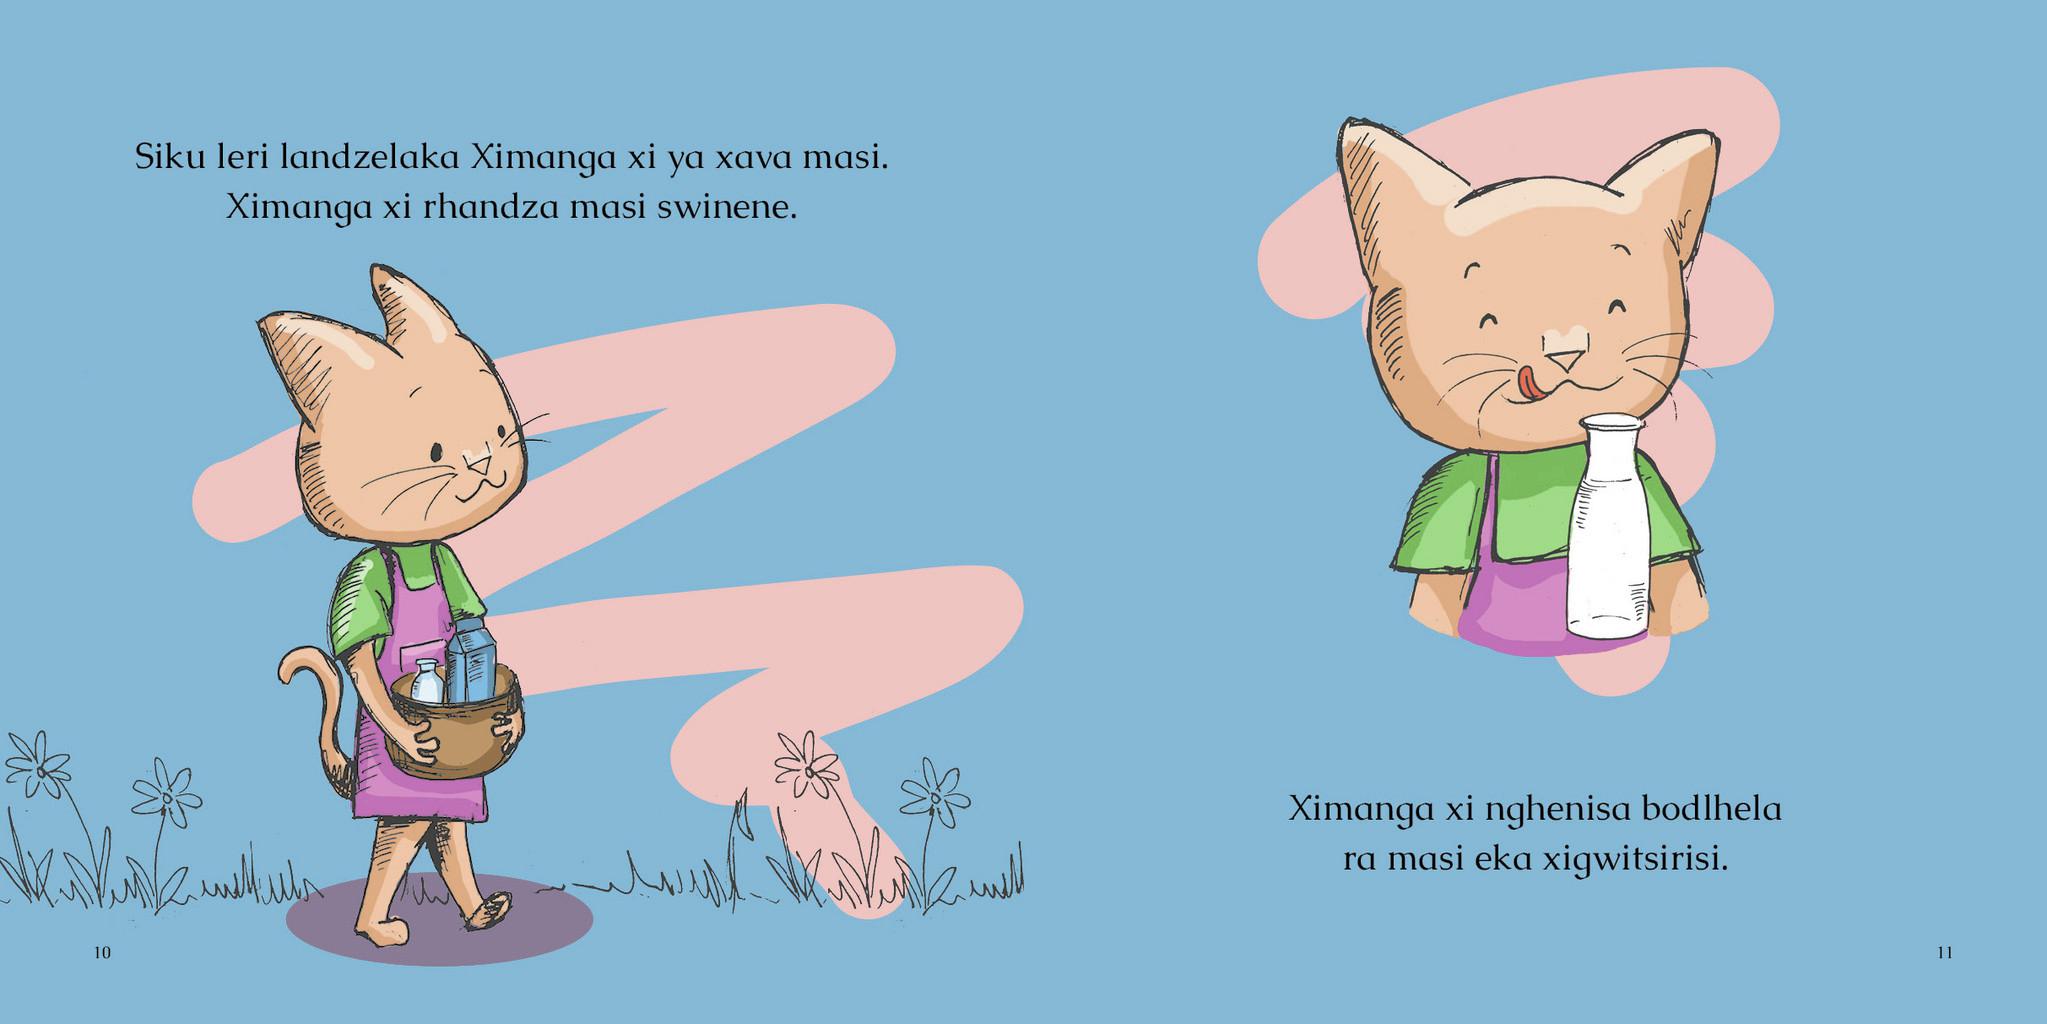 Siku leri landzelaka Ximanga xi ya xava masi.
Ximanga xi rhandza masi swinene.
10
Ximanga xi nghenisa bodlhela
ra masi eka xigwitsirisi.
11